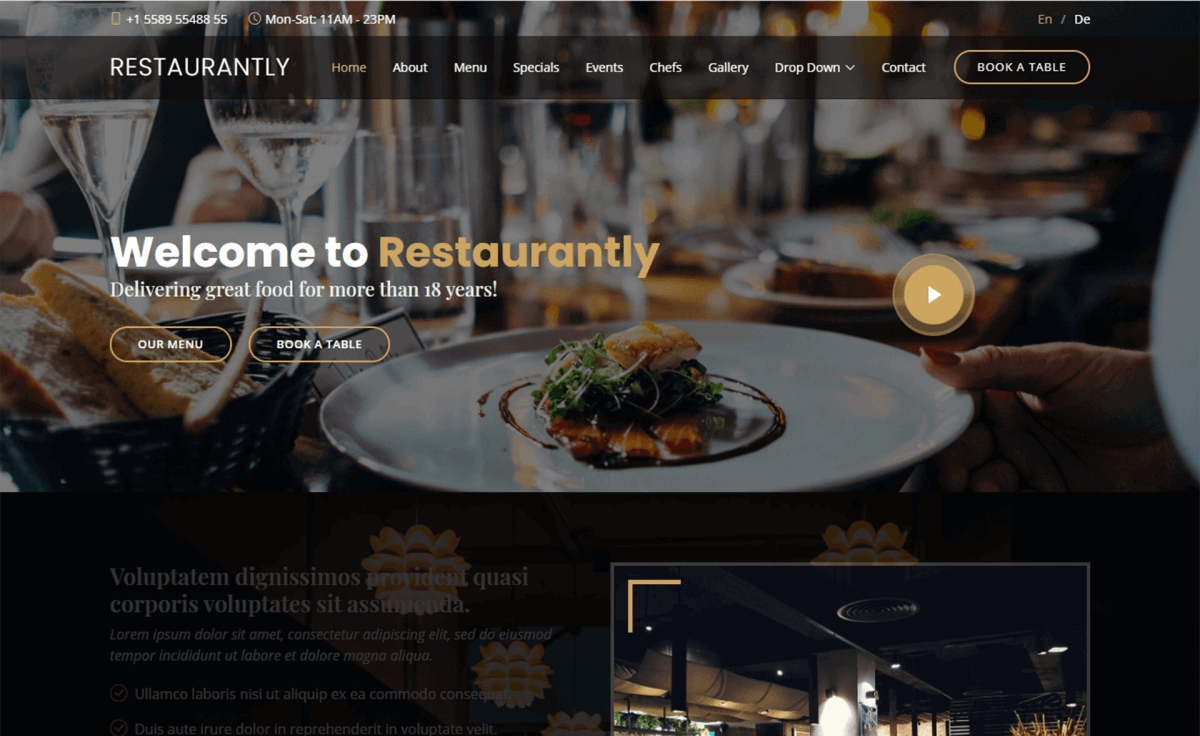 +1 5589 55488 55
Mon-Sat: 11AM - 23PM
En / De
RESTAURANTLY
Home
About
Menu
Specials
Events
Chefs
Gallery
Drop Down
Contact
BOOK A TABLE
Welcome to Restaurantly
Delivering great food for more than 18 years!
OUR MENU
BOOK A TABLE
Voluptatem dignissimos provident quasi
corporis voluptates sit assumenda.
Lorem ipsum dolor sit amet, consectetur adipiscing elit, sed do eiusmod
tempor incididunt ut labore et dolore magna aliqua.
Ullamco laboris nisi ut aliquip ex ea commodo consequat.
Duis aute irure dolor in reprehenderit in voluptate velit.